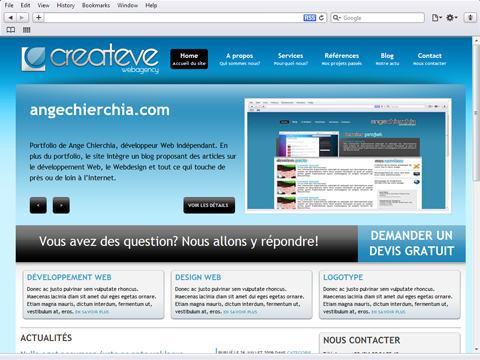 File Edit View History Bookmarks Window Help
RSS
Google
createve
webagency
Home
Accueil du site
A propos
Qui sommes nous?
Services
Pourquoi nous?
Références
Nos projets passés
Blog
Notre actu
Contact
Nous contacter
angechierchia.com
Portfolio de Ange Chierchia, développeur Web indépendant. En
plus du portfolio, le site intègre un blog proposant des articles sur
le développement Web, le Webdesign et tout ce qui touche de
près ou de loin à l'Internet.
VOIR LES DÉTAILS
Vous avez des question? Nous allons y répondre!
DEMANDER UN
DEVIS GRATUIT
DÉVELOPPEMENT WEB
Donec ac justo pulvinar sem vulputate rhoncus.
Maecenas lacinia diam sit amet dui eges egetas ornare.
Etiam magna mauris, dictum interdum, fermentum ut,
vestibulum at, eros. EN SAVOIR PLUS
DESIGN WEB
Donec ac justo pulvinar sem vulputate rhoncus.
Maecenas lacinia diam sit amet dui eges egetas ornare.
Etiam magna mauris, dictum interdum, fermentum ut,
vestibulum at, eros. EN SAVOIR PLUS
LOGOTYPE
Donec ac justo pulvinar sem vulputate rhoncus.
Maecenas lacinia diam sit amet dui eges egetas ornare.
Etiam magna mauris, dictum interdum, fermentum ut,
vestibulum at, eros. EN SAVOIR PLUS
ACTUALITÉS
PUBLIÉ LE 26 JUILLET 2009 DANS CATEGORIE
NOUS CONTACTER